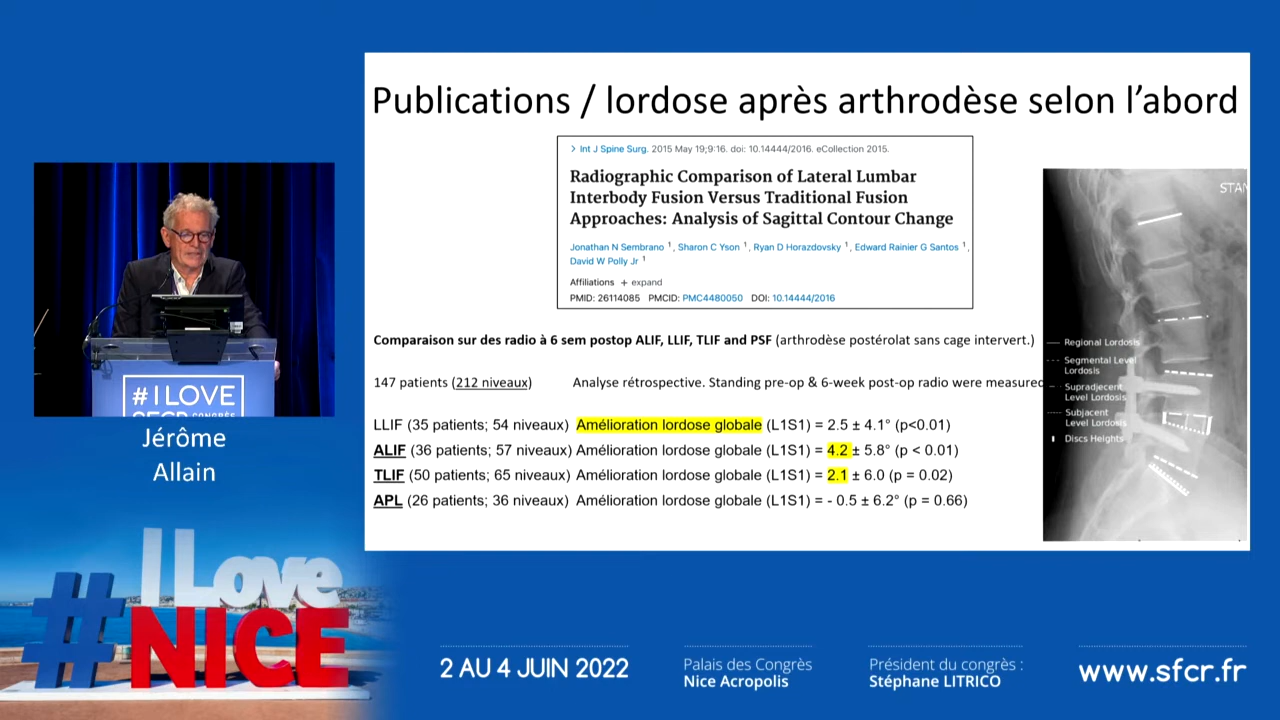 Publications / lordose après arthrodèse selon l’abord
> Int J Spine Surg. 2015 May 19;9:16. doi: 10.14444/2016. eCollection 2015.
Radiographic Comparison of Lateral Lumbar
Interbody Fusion Versus Traditional Fusion
Approaches: Analysis of Sagittal Contour Change
Jonathan N Sembrano 1, Sharon C Yson 1, Ryan D Horazdovsky 1, Edward Rainier G Santos 1,
David W Polly Jr 1
Affiliations + expand
PMID: 26114085 PMCID: PMC4480050 DOI: 10.14444/2016
Comparaison sur des radio à 6 sem postop ALIF, LLIF, TLIF and PSF (arthrodèse postérolat sans cage intervert.)
147 patients (212 niveaux) Analyse rétrospective. Standing pre-op & 6-week post-op radio were measured
LLIF (35 patients; 54 niveaux) Amélioration lordose globale (L1S1) = 2.5 ± 4.1° (p<0.01)
ALIF (36 patients; 57 niveaux) Amélioration lordose globale (L1S1) = 4.2 ± 5.8° (p < 0.01)
TLIF (50 patients; 65 niveaux) Amélioration lordose globale (L1S1) = 2.1 ± 6.0 (p = 0.02)
APL (26 patients; 36 niveaux) Amélioration lordose globale (L1S1) = - 0.5 ± 6.2° (p = 0.66)
STAN
Regional Lordosis
Segmental Level
Lordosis
Supradjecent
Level Lordosis
Subjacent
Level Lordosis
Discs Heights
#I LOVE
SFCR CONGRÈS
Jérôme
Allain
# I Love
NICE
2 AU 4 JUIN 2022
Palais des Congrès
Nice Acropolis
Président du congrès :
Stéphane LITRICO
www.sfcr.fr